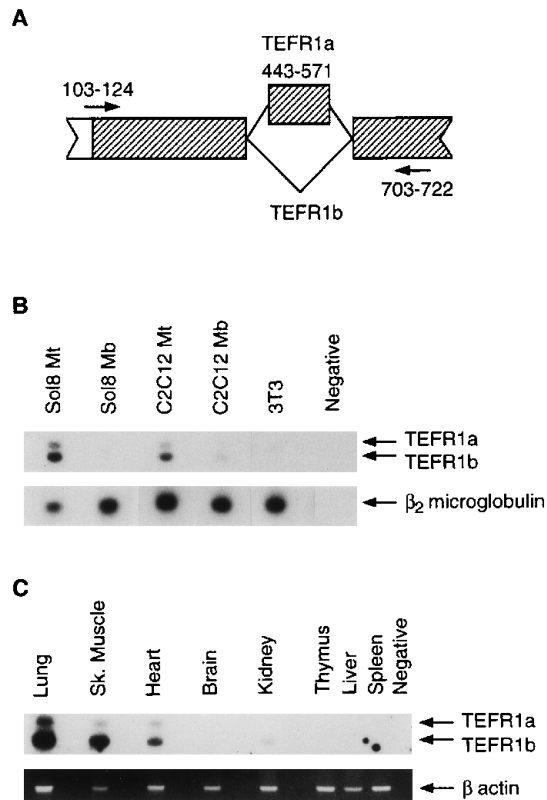 A
TEFR1a
443-571
103-124
703-722
TEFR1b
B
Sol8 Mt
Sol8 Mb
C2C12 Mt
C2C12 Mb
3T3
Negative
TEFR1a
TEFR1b
β2 microglobulin
C
Lung
Sk. Muscle
Heart
Brain
Kidney
Thymus
Liver
Spleen
Negative
TEFR1a
TEFR1b
β actin